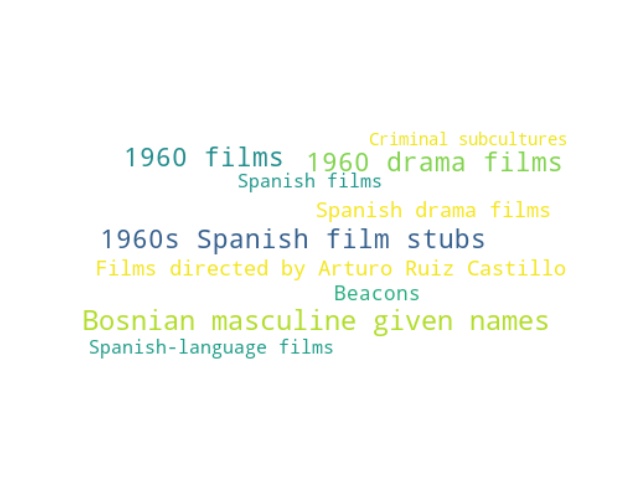 Criminal subcultures
1960 films
1960 drama films
Spanish films
Spanish drama films
1960s Spanish film stubs
Films directed by Arturo Ruiz Castillo
Beacons
Bosnian masculine given names
Spanish-language films